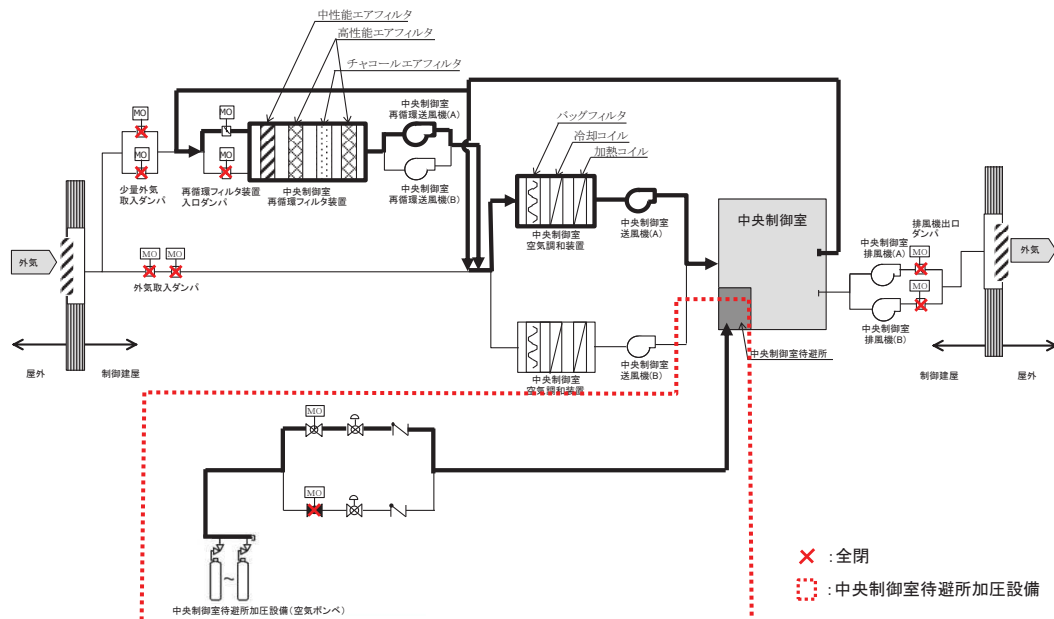 中性能エアフィルタ
高性能エアフィルタ
チャコールエアフィルタ
中央制御室
再循環送風機(A)
MO
MO
MO
MO
バッグフィルタ
冷却コイル
加熱コイル
少量外気
取入ダンパ
再循環フィルタ装置
入口ダンパ
中央制御室
再循環フィルタ装置
中央制御室
再循環送風機(B)
外気
MO
MO
外気取入ダンパ
中央制御室
空気調和装置
中央制御室
送風機(A)
中央制御室
排風機出口
ダンパ
中央制御室
排風機(A)
MO
MO
外気
中央制御室
排風機(B)
中央制御室待避所
屋外
制御建屋
中央制御室
空気調和装置
中央制御室
送風機(B)
制御建屋
屋外
MO
MO
～
中央制御室待避所加圧設備(空気ボンベ)
:全閉
:中央制御室待避所加圧設備